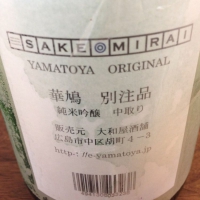 SAKE@MIRAI
YAMATOYA ORIGINAL
華鳩 別注品
純米吟醸 中取り
販売元 大和屋酒舗
広島市中区胡町4-3
http://e-yamatoya.jp/